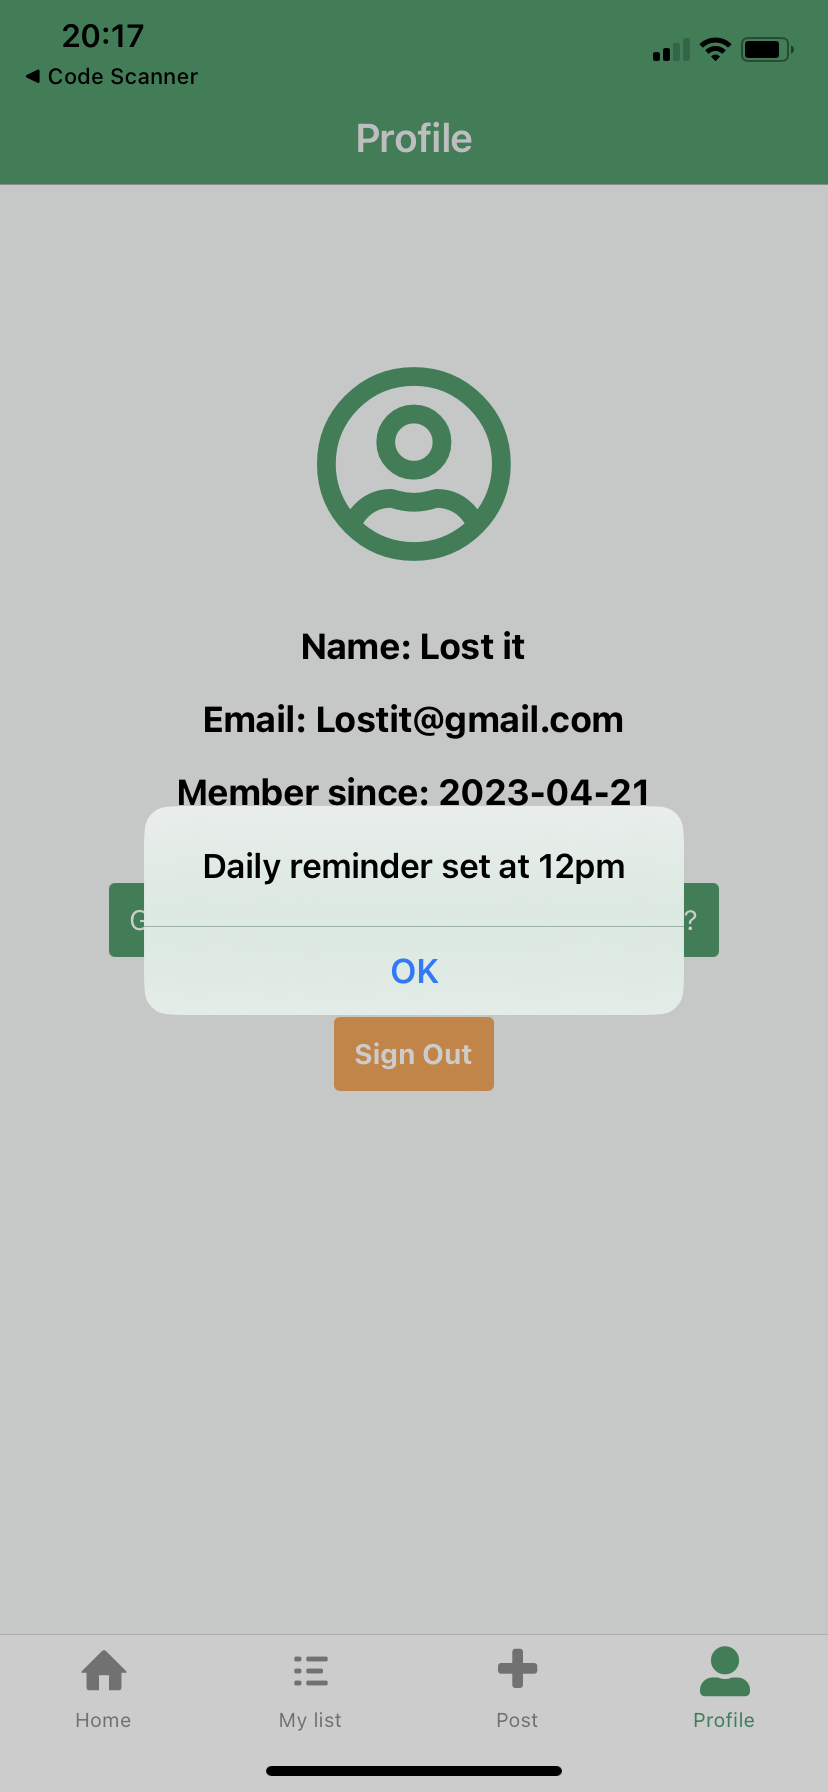 20:17
Code Scanner
Profile
Name: Lost it
Email: Lostit@gmail.com
Member since: 2023-04-21
Daily reminder set at 12pm
?
OK
Sign Out
Home
My list
Post
Profile